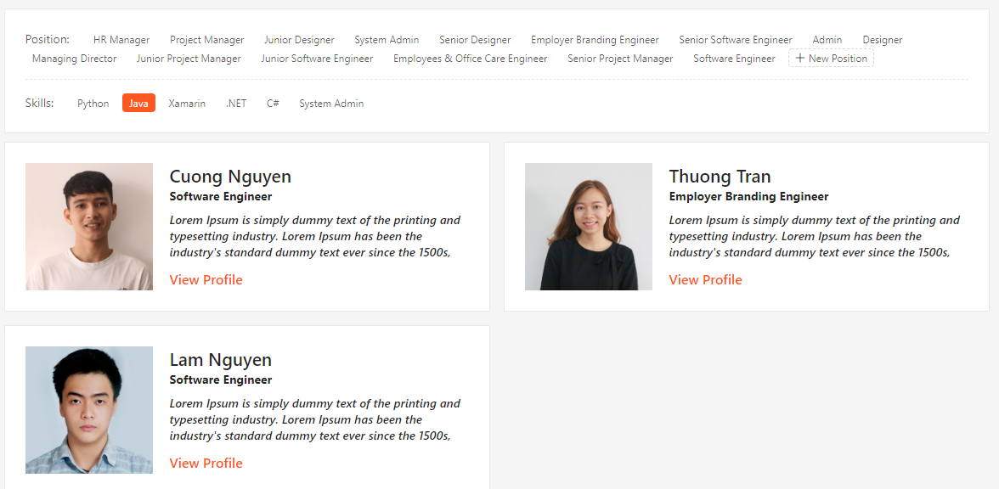 Position: HR Manager Project Manager Junior Designer System Admin Senior Designer Employer Branding Engineer Senior Software Engineer Admin Designer
Managing Director Junior Project Manager Junior Software Engineer Employees & Office Care Engineer Senior Project Manager Software Engineer + New Position
Skills: Python Java Xamarin .NET C# System Admin
Cuong Nguyen
Software Engineer
Lorem Ipsum is simply dummy text of the printing and
typesetting industry. Lorem Ipsum has been the
industry's standard dummy text ever since the 1500s,
View Profile
Thuong Tran
Employer Branding Engineer
Lorem Ipsum is simply dummy text of the printing and
typesetting industry. Lorem Ipsum has been the
industry's standard dummy text ever since the 1500s,
View Profile
Lam Nguyen
Software Engineer
Lorem Ipsum is simply dummy text of the printing and
typesetting industry. Lorem Ipsum has been the
industry's standard dummy text ever since the 1500s,
View Profile